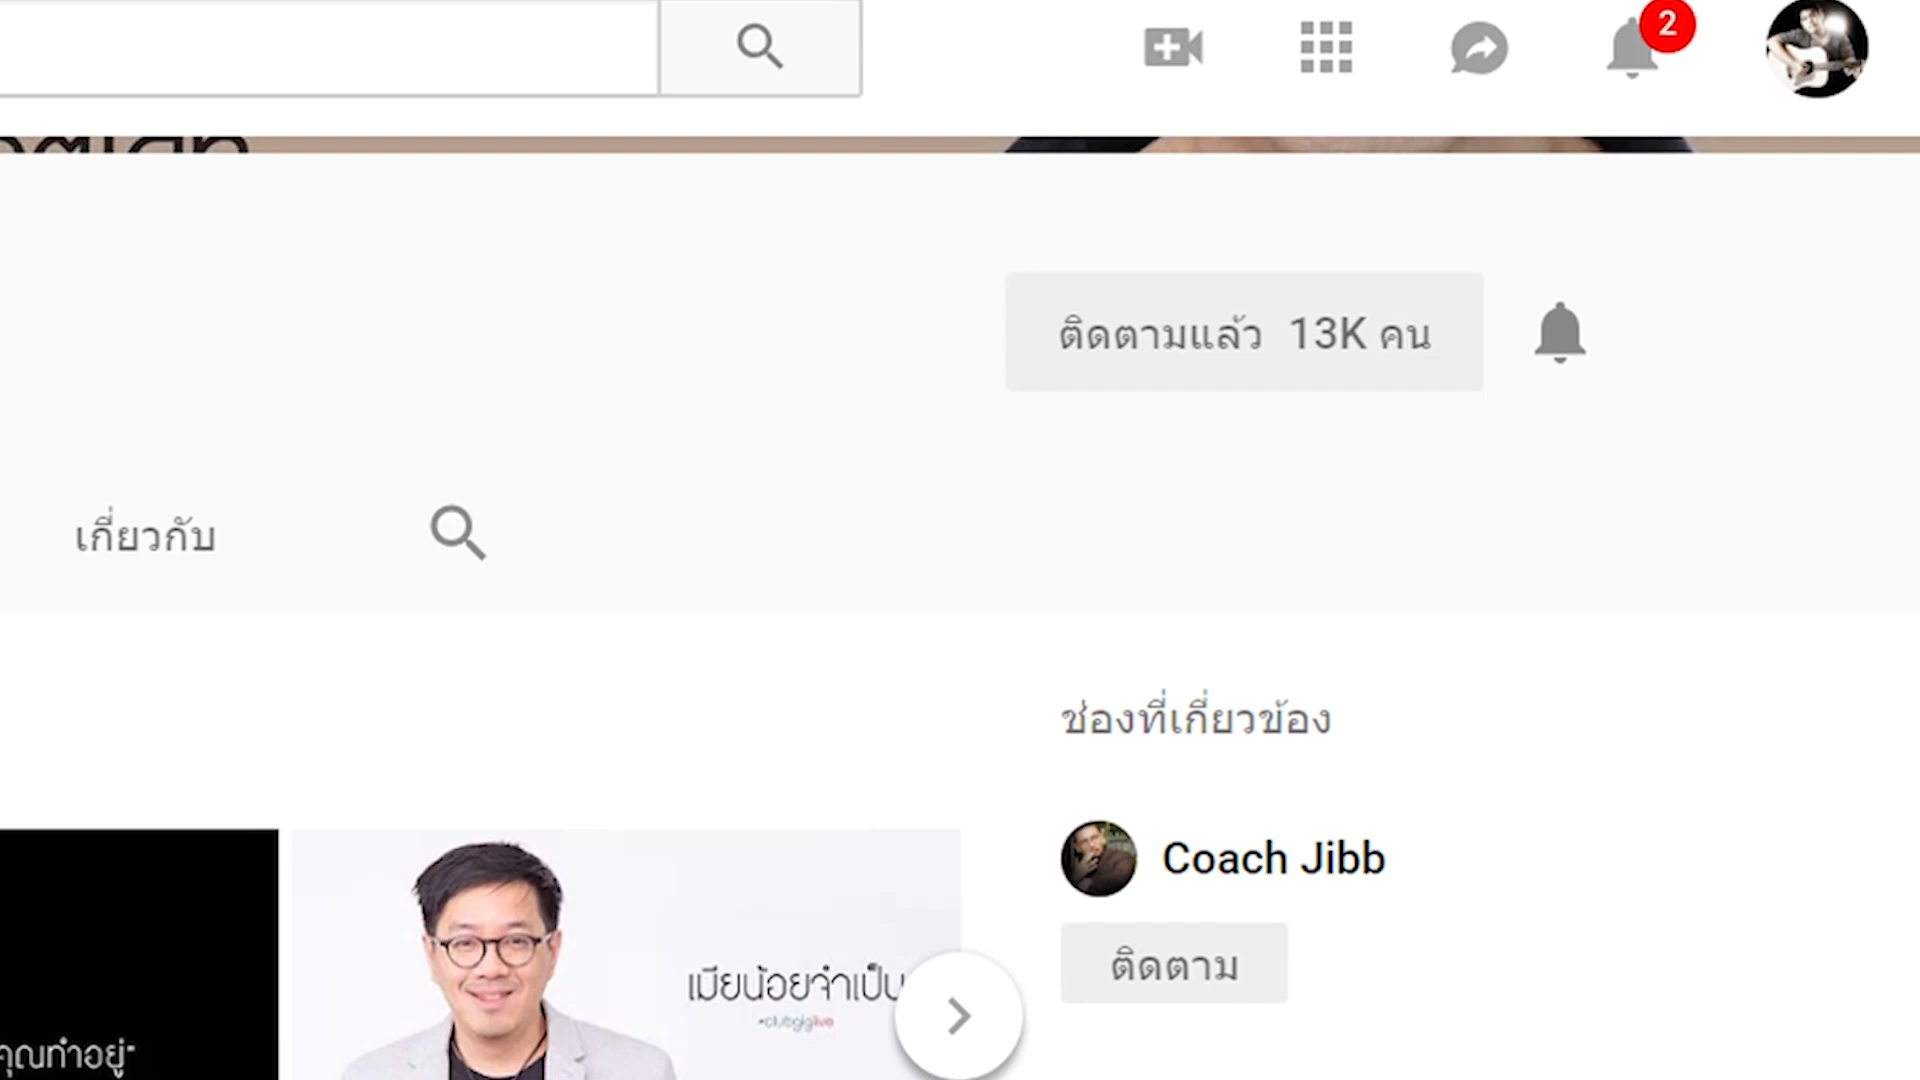 2
ติดตามแล้ว 13K คน
เกี่ยวกับ
ช่องที่เกี่ยวข้อง
Coach Jibb
ติดตาม
เมียน้อยจำเป็น
clubgiglive
คุณทำอยู่"